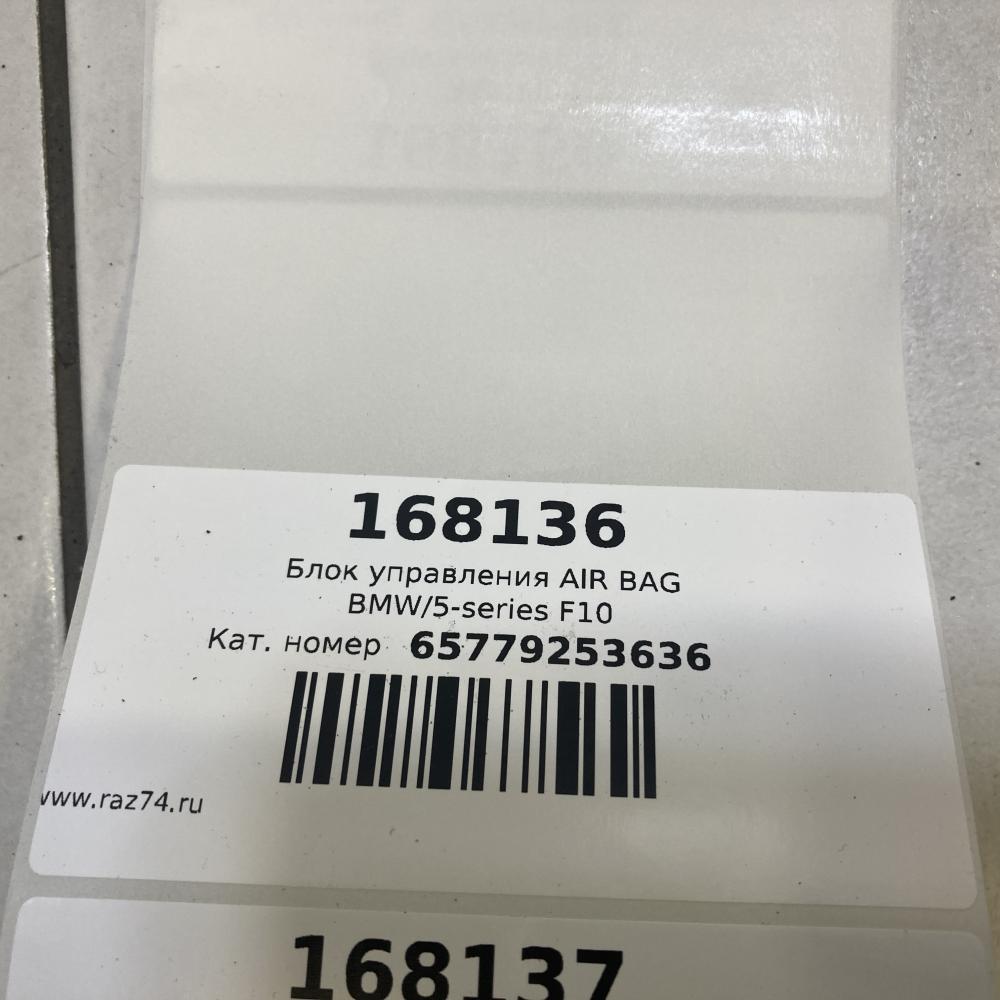 168136
Блок управления AIR BAG
BMW/5-series F10
Кат. номер 65779253636
www.raz74.ru
168137